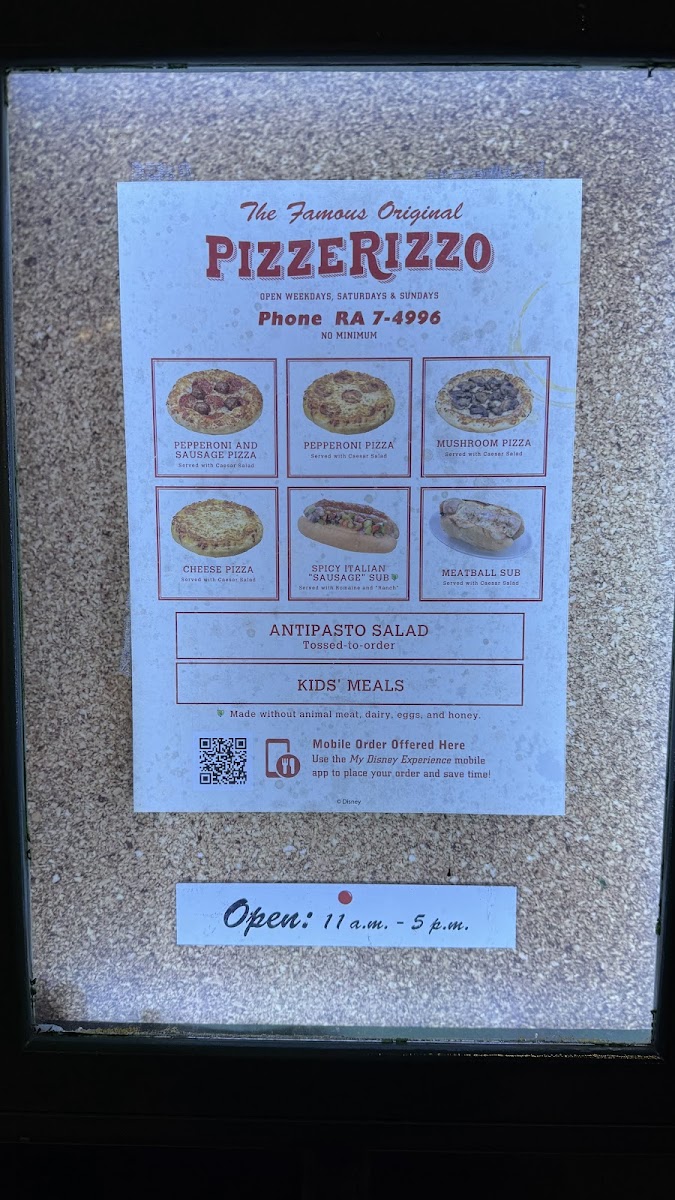 The Famous Original
PIZZERIZZO
OPEN WEEKDAYS, SATURDAYS & SUNDAYS
Phone RA 7-4996
NO MINIMUM
PEPPERONI AND
SAUSAGE PIZZA
Served with Caesar Salad
PEPPERONI PIZZA
Served with Caesar Salad
MUSHROOM PIZZA
Served with Caesar Salad
CHEESE PIZZA
Served with Caesar Salad
SPICY ITALIAN
"SAUSAGE" SUB
Served with Romaine and "Ranch"
MEATBALL SUB
Served with Caesar Salad
ANTIPASTO SALAD
Tossed-to-order
KIDS' MEALS
Made without animal meat, dairy, eggs, and honey.
Mobile Order Offered Here
Use the My Disney Experience mobile
app to place your order and save time!
© Disney
Open: 11 a.m. - 5 p.m.